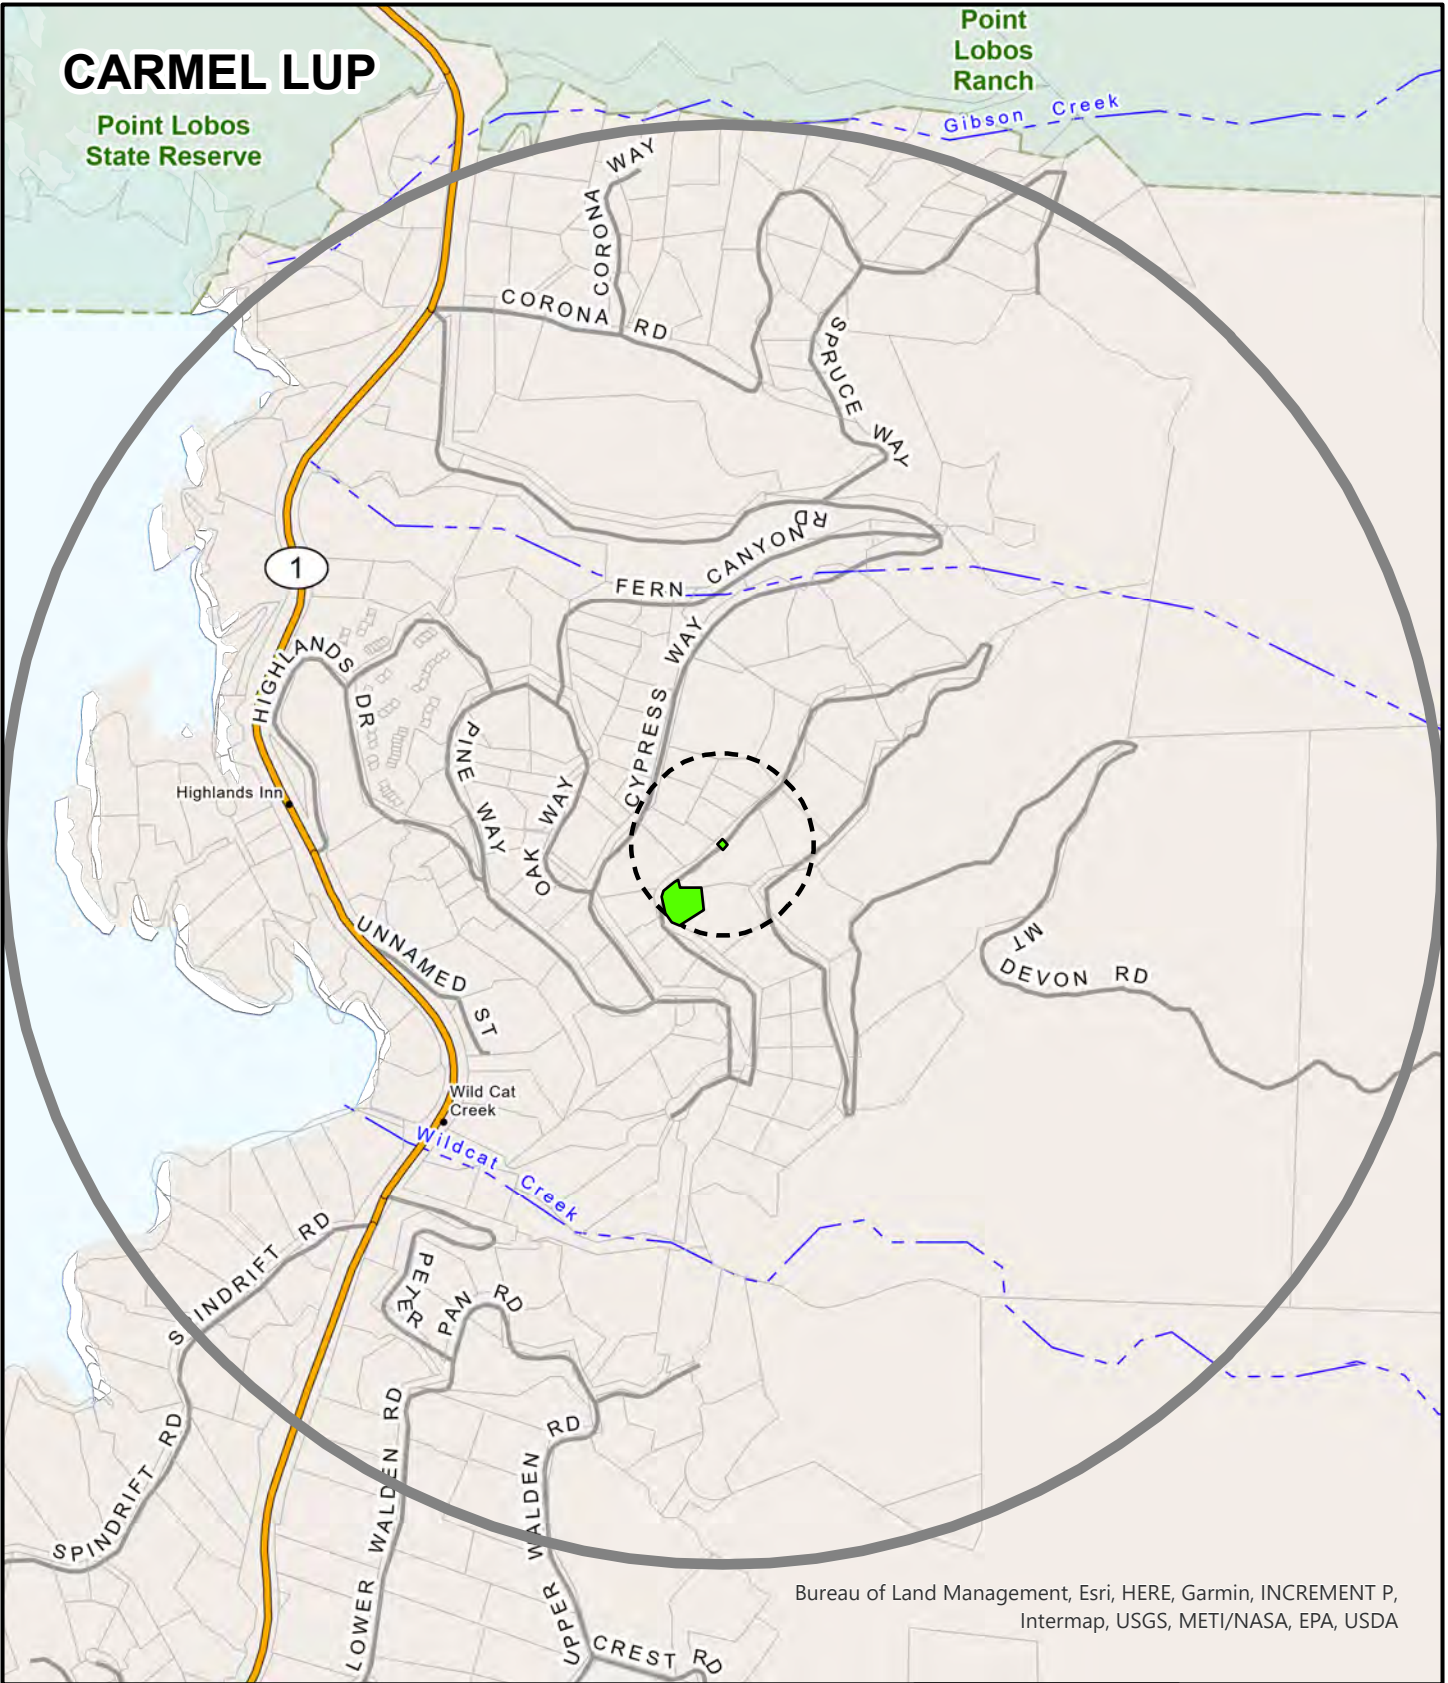 CARMEL LUP
Point Lobos
State Reserve
Point
Lobos
Ranch
Gibson Creek
CORONA WAY
CORONA RD
SPRUCE WAY
1
FERN CANYON RD
HIGHLANDS DR
CYPRESS WAY
PINE WAY
OAK WAY
Highlands Inn
UNNAMED ST
MT DEVON RD
Wild Cat
Creek
Wildcat Creek
SPINDRIFT RD
PETER PAN RD
SPINDRIFT RD
LOWER WALDEN RD
UPPER WALDEN RD
CREST RD
Bureau of Land Management, Esri, HERE, Garmin, INCREMENT P,
Intermap, USGS, METI/NASA, EPA, USDA